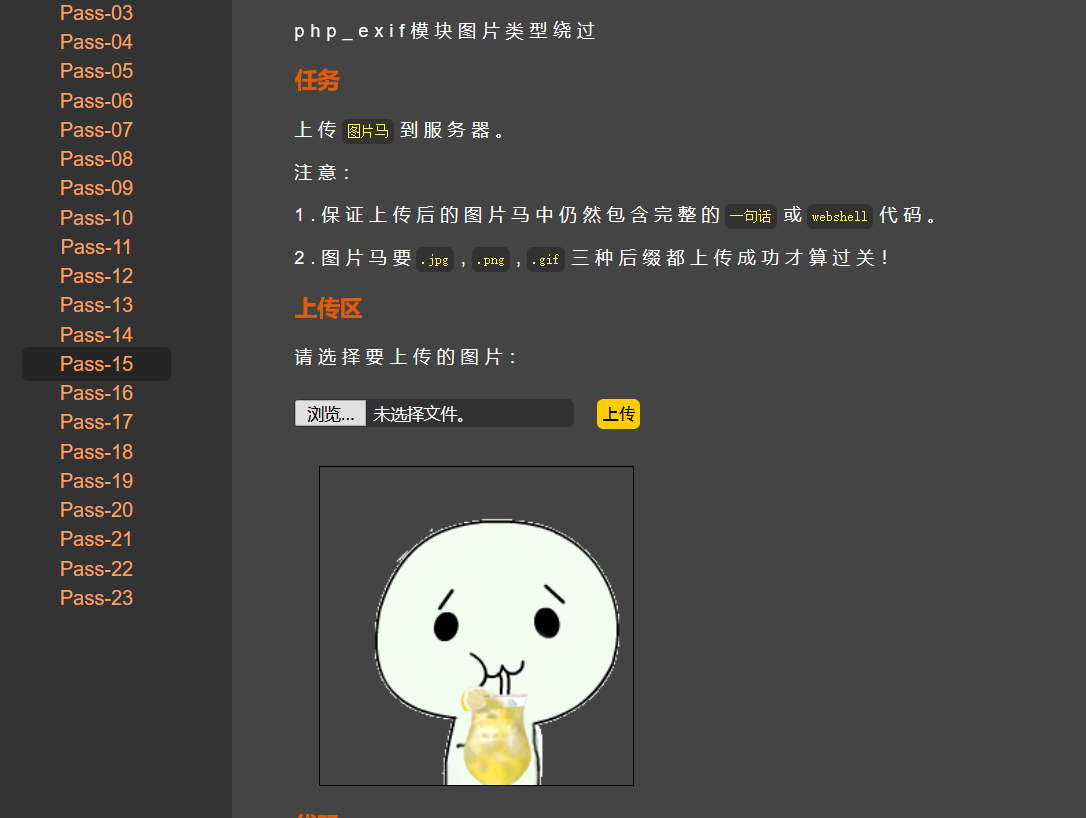 Pass-03
Pass-04
Pass-05
Pass-06
Pass-07
Pass-08
Pass-09
Pass-10
Pass-11
Pass-12
Pass-13
Pass-14
Pass-15
Pass-16
Pass-17
Pass-18
Pass-19
Pass-20
Pass-21
Pass-22
Pass-23
php_exif模块图片类型绕过
任务
上传 图片马 到服务器。
注意:
1.保证上传后的图片马中仍然包含完整的 一句话 或 webshell 代码。
2.图片马要 .jpg , .png , .gif 三种后缀都上传成功才算过关!
上传区
请选择要上传的图片:
浏览... 未选择文件。 上传